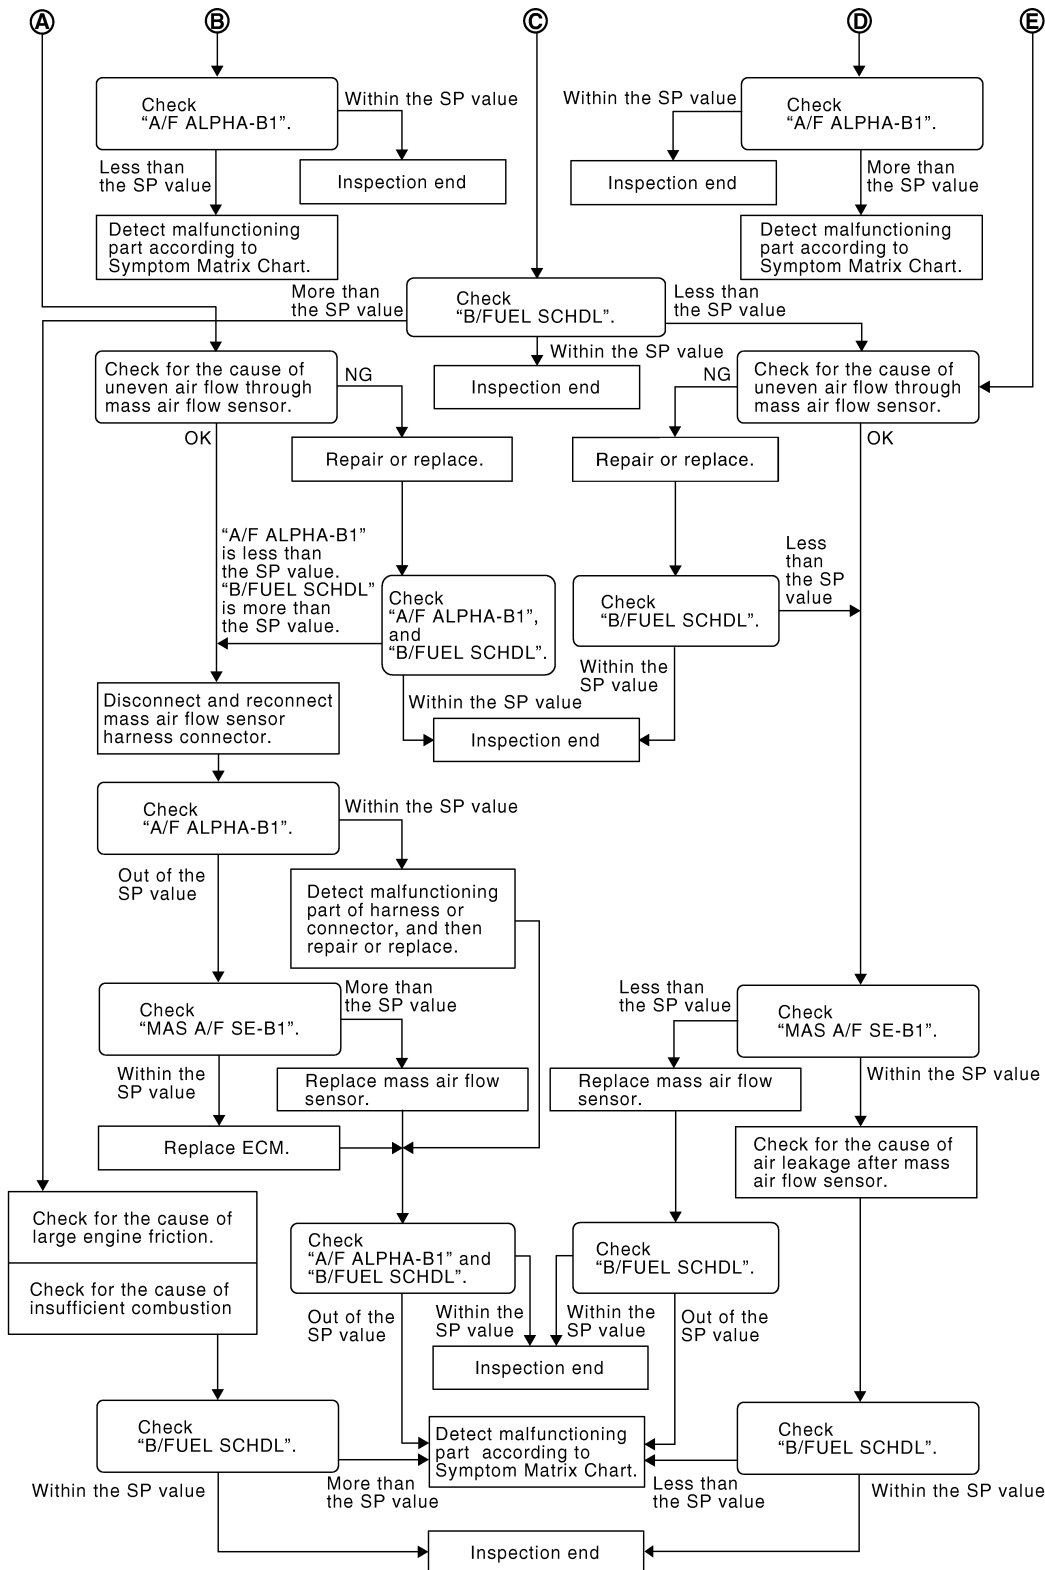 A
B
C
D
E
Check
“A/F ALPHA-B1”.
Within the SP value
Less than
the SP value
Inspection end
Detect malfunctioning
part according to
Symptom Matrix Chart.
Within the SP value
Check
“A/F ALPHA-B1”.
Inspection end
More than
the SP value
Detect malfunctioning
part according to
Symptom Matrix Chart.
More than
the SP value
Check
“B/FUEL SCHDL”.
Less than
the SP value
Within the SP value
Inspection end
Check for the cause of
uneven air flow through
mass air flow sensor.
NG
OK
Repair or replace.
NG
Check for the cause of
uneven air flow through
mass air flow sensor.
OK
Repair or replace.
“A/F ALPHA-B1”
is less than
the SP value.
“B/FUEL SCHDL”
is more than
the SP value.
Check
“A/F ALPHA-B1”,
and
“B/FUEL SCHDL”.
Check
“B/FUEL SCHDL”.
Less
than
the SP
value
Within the SP value
Within the
SP value
Inspection end
Disconnect and reconnect
mass air flow sensor
harness connector.
Check
“A/F ALPHA-B1”.
Within the SP value
Out of the
SP value
Detect malfunctioning
part of harness or
connector, and then
repair or replace.
Check
“MAS A/F SE-B1”.
More than
the SP value
Within the
SP value
Replace mass air flow
sensor.
Replace ECM.
Less than
the SP value
Check
“MAS A/F SE-B1”.
Within the SP value
Replace mass air flow
sensor.
Check for the cause of
air leakage after mass
air flow sensor.
Check for the cause of
large engine friction.
Check for the cause of
insufficient combustion
Check
“A/F ALPHA-B1” and
“B/FUEL SCHDL”.
Check
“B/FUEL SCHDL”.
Out of the
SP value
Within the
SP value
Within the
SP value
Out of the
SP value
Inspection end
Check
“B/FUEL SCHDL”.
Detect malfunctioning
part according to
Symptom Matrix Chart.
Check
“B/FUEL SCHDL”.
Within the SP value
More than
the SP value
Less than
the SP value
Within the SP value
Inspection end